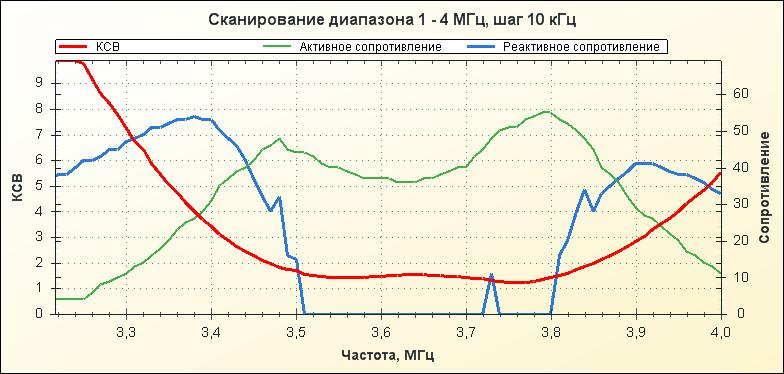 Сканирование диапазона 1 - 4 МГц, шаг 10 кГц
КСВ Активное сопротивление Реактивное сопротивление
КСВ
9
8
7
6
5
4
3
2
1
0
60
50
40
30
20
10
0
Сопротивление
3,3 3,4 3,5 3,6 3,7 3,8 3,9 4,0
Частота, МГц